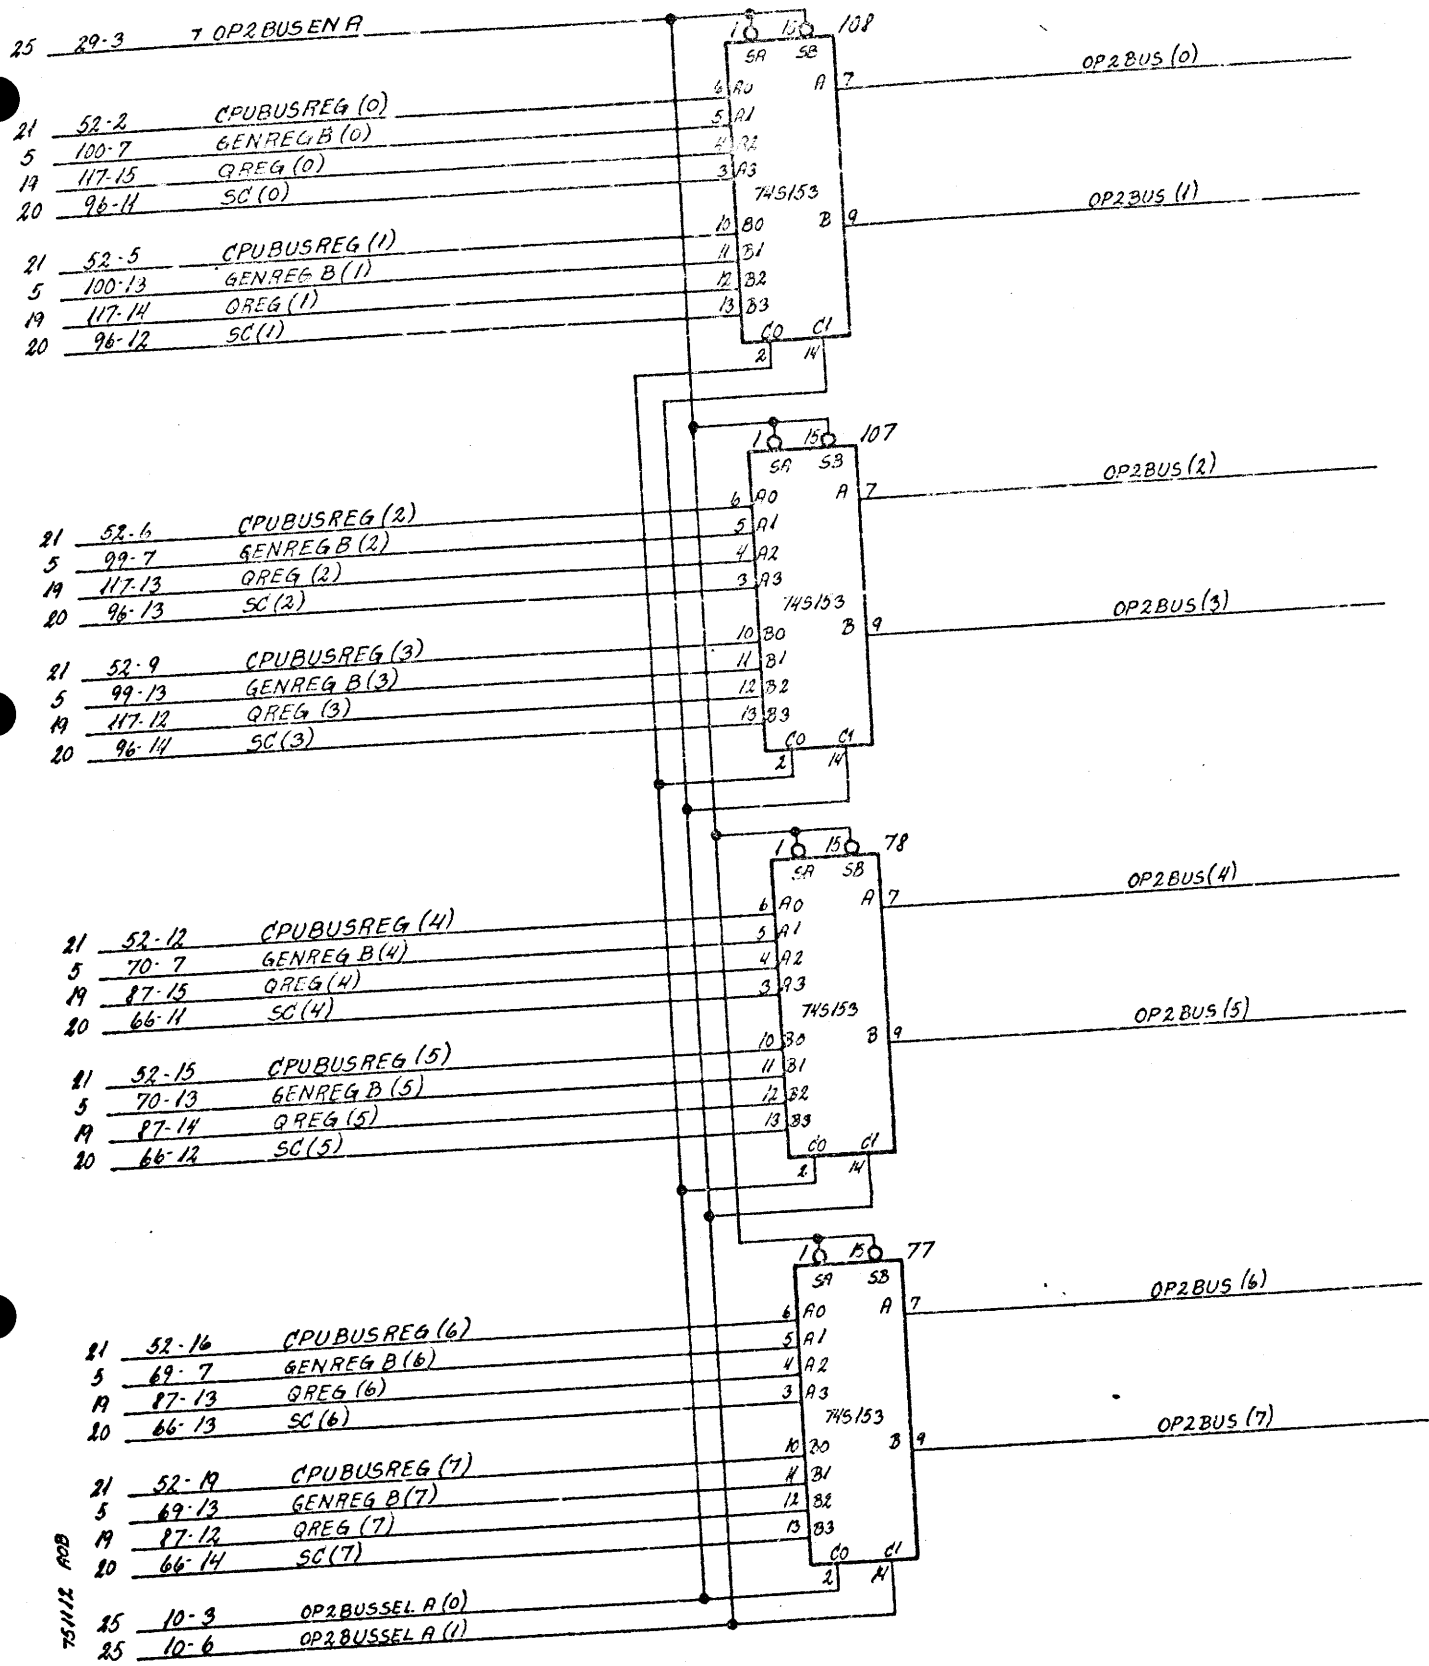 25 29-3 7 OP2BUSEN A
1 15 108
SA SB
OP2BUS(0)
A 7
21 52-2 CPUBUSREG(0) 6 A0
5 100-7 GENREG B(0) 5 A1
19 117-15 QREG(0) 4 A2
20 96-11 SC(0) 3 A3
74S153
OP2BUS(1)
B 9
21 52-5 CPUBUSREG(1) 10 B0
5 100-13 GENREG B(1) 11 B1
19 117-14 QREG(1) 12 B2
20 96-12 SC(1) 13 B3
C0 C1
2 14
1 15 107
SA SB
OP2BUS(2)
A 7
21 52-6 CPUBUSREG(2) 6 A0
5 99-7 GENREG B(2) 5 A1
19 117-13 QREG(2) 4 A2
20 96-13 SC(2) 3 A3
74S153
OP2BUS(3)
B 9
21 52-9 CPUBUSREG(3) 10 B0
5 99-13 GENREG B(3) 11 B1
19 117-12 QREG(3) 12 B2
20 96-14 SC(3) 13 B3
C0 C1
2 14
1 15 78
SA SB
OP2BUS(4)
A 7
21 52-12 CPUBUSREG(4) 6 A0
5 70-7 GENREG B(4) 5 A1
19 87-15 QREG(4) 4 A2
20 66-11 SC(4) 3 A3
74S153
OP2BUS(5)
B 9
21 52-15 CPUBUSREG(5) 10 B0
5 70-13 GENREG B(5) 11 B1
19 87-14 QREG(5) 12 B2
20 66-12 SC(5) 13 B3
C0 C1
2 14
1 15 77
SA SB
OP2BUS(6)
A 7
21 52-16 CPUBUSREG(6) 6 A0
5 69-7 GENREG B(6) 5 A1
19 87-13 QREG(6) 4 A2
20 66-13 SC(6) 3 A3
74S153
OP2BUS(7)
B 9
21 52-19 CPUBUSREG(7) 10 B0
5 69-13 GENREG B(7) 11 B1
19 87-12 QREG(7) 12 B2
20 66-14 SC(7) 13 B3
C0 C1
2 14
25 10-3 OP2BUSSEL A(0)
25 10-6 OP2BUSSEL A(1)
751112 AOB